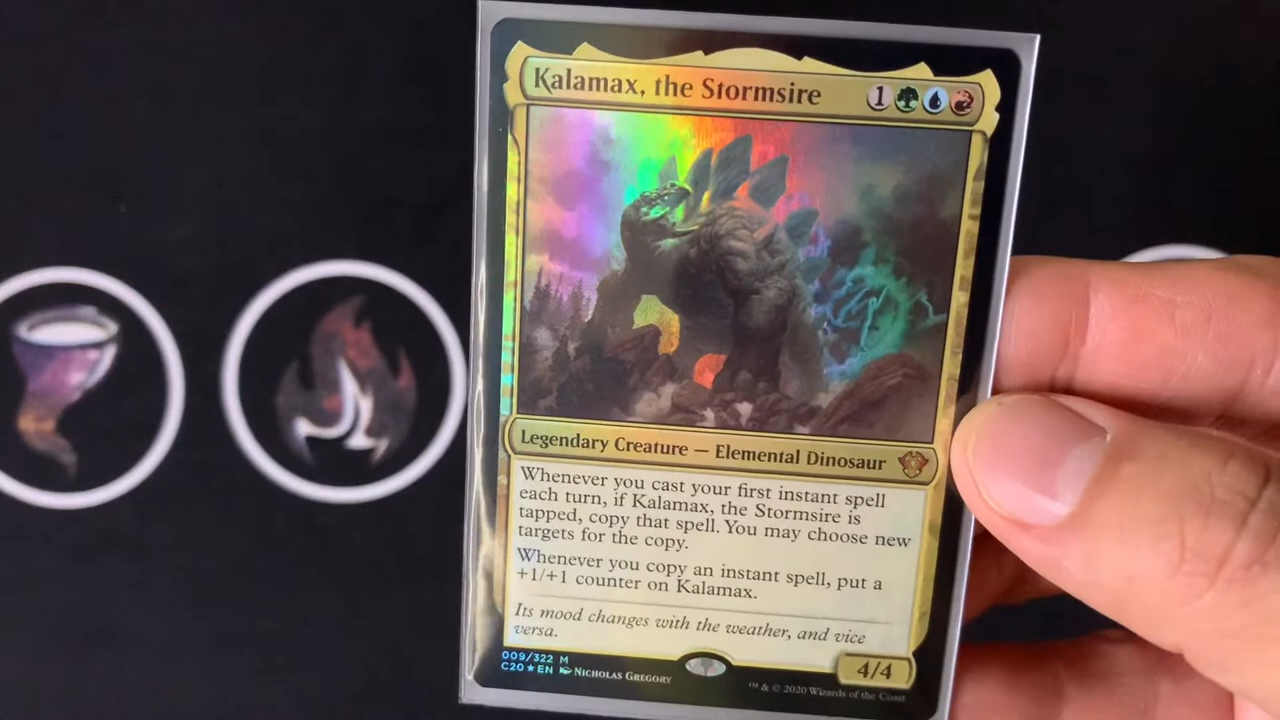 Kalamax, the Stormsire 1
Legendary Creature — Elemental Dinosaur
Whenever you cast your first instant spell
each turn, if Kalamax, the Stormsire is
tapped, copy that spell. You may choose new
targets for the copy.
Whenever you copy an instant spell, put a
+1/+1 counter on Kalamax.
Its mood changes with the weather, and vice
versa.
4/4
009/322 M
C20★EN NICHOLAS GREGORY
™ & © 2020 Wizards of the Coast